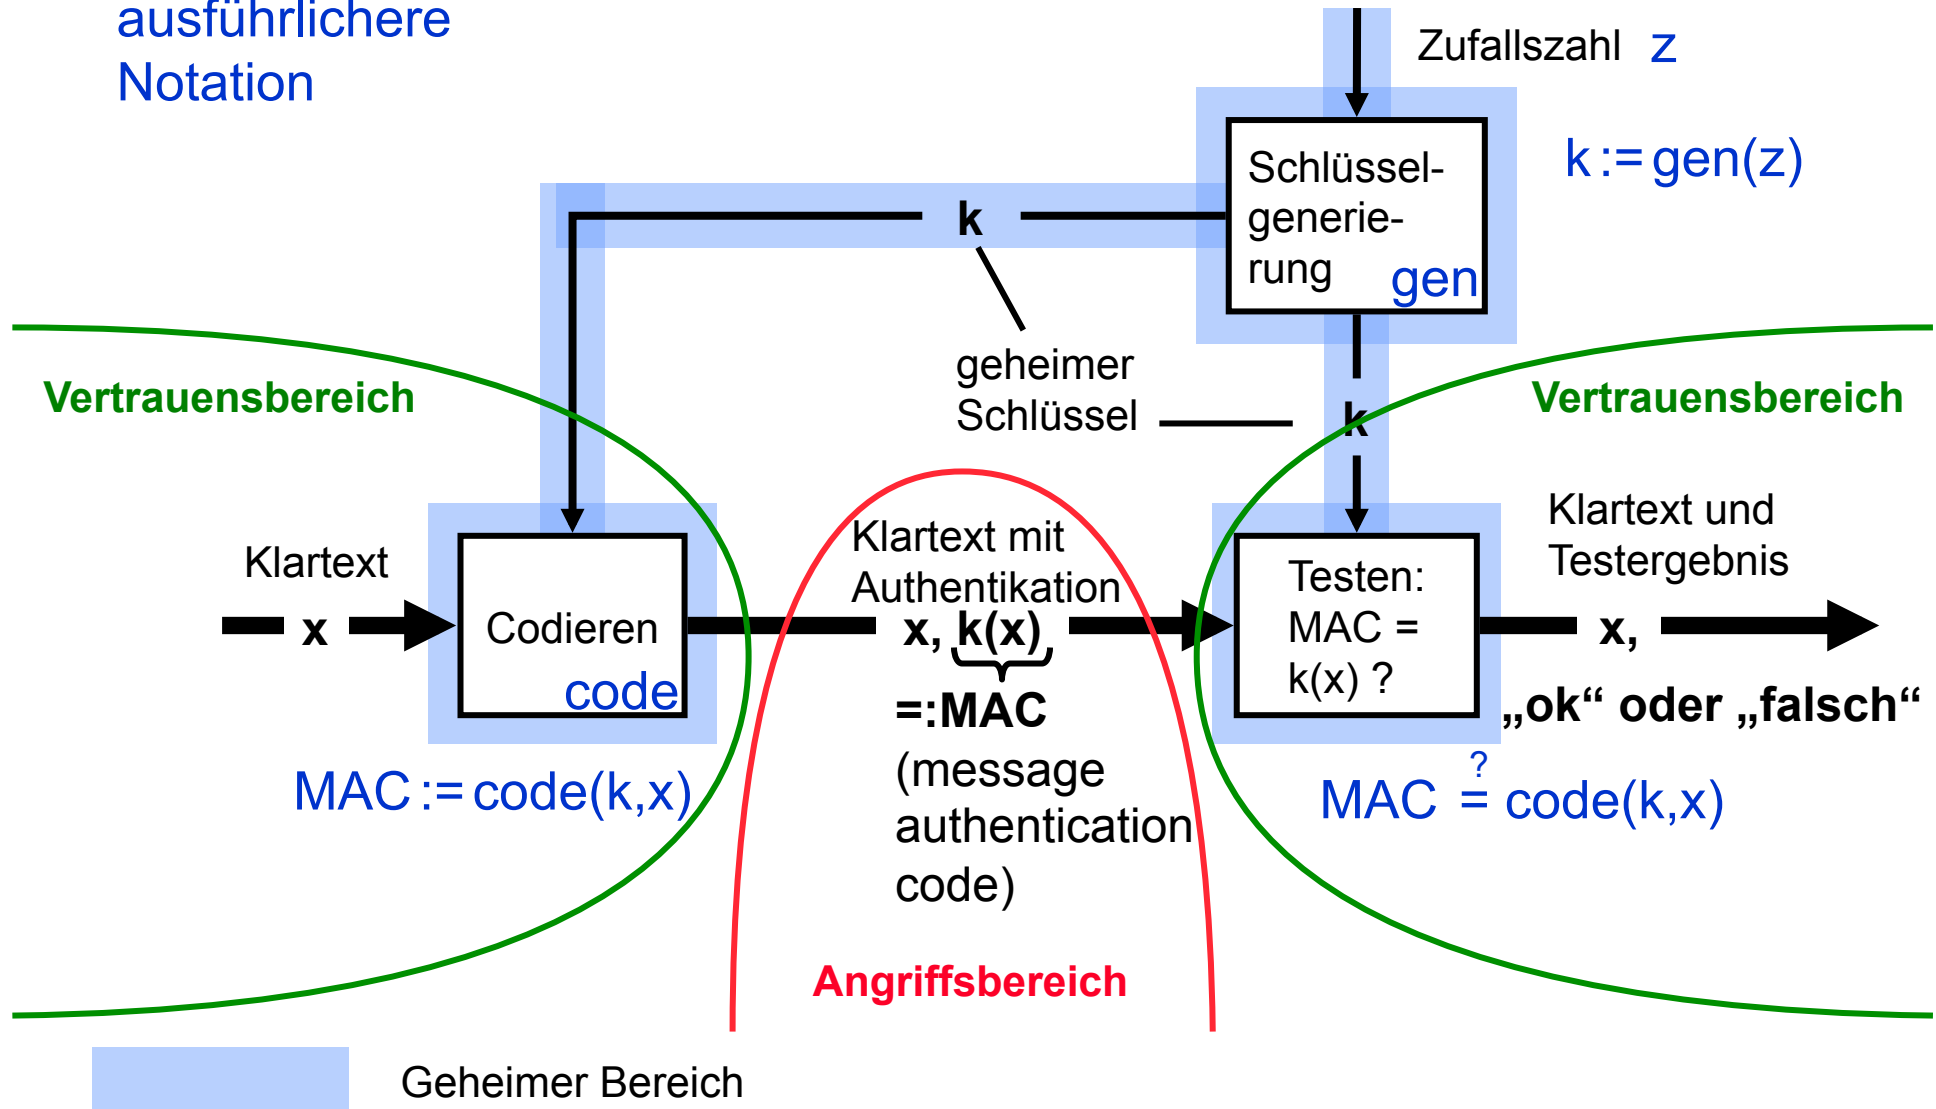 ausführlichere
Notation
Zufallszahl z
k := gen(z)
Schlüssel-
generie-
rung
gen
k
geheimer
Schlüssel
k
Vertrauensbereich
Vertrauensbereich
Klartext
x
Codieren
code
MAC := code(k,x)
Klartext mit
Authentikation
x, k(x)
=:MAC
(message
authentication
code)
Angriffsbereich
Testen:
MAC =
k(x) ?
Klartext und
Testergebnis
x,
„ok“ oder „falsch“
?
MAC = code(k,x)
Geheimer Bereich